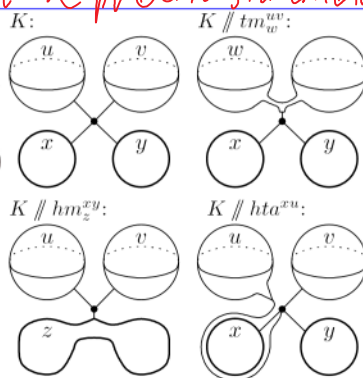 K:
u v
x y
K // tm^{uv}_w:
w
x y
K // hm^{xy}_z:
u v
z
K // hta^{xu}:
u v
x y